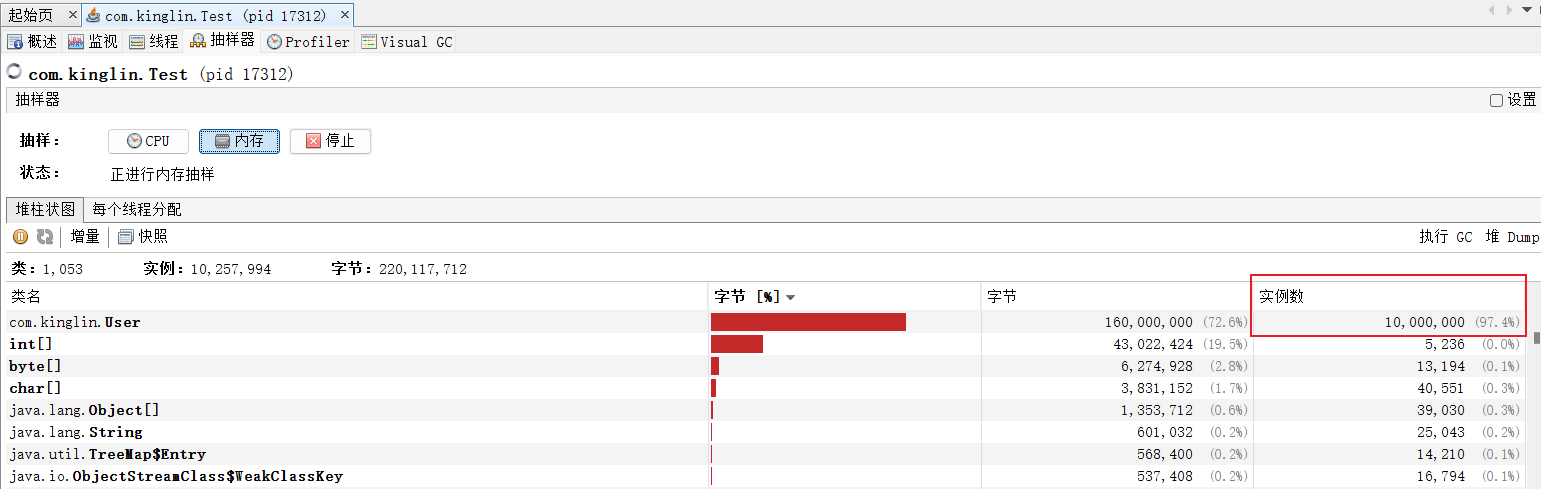 起始页 × com.kinglin.Test (pid 17312) ×
概述 监视 线程 抽样器 Profiler Visual GC
com.kinglin.Test (pid 17312)
抽样器 设置
抽样： CPU 内存 停止
状态： 正进行内存抽样
堆柱状图 每个线程分配
增量 快照 执行 GC 堆 Dump
类：1,053 实例：10,257,994 字节：220,117,712
类名 字节 [%] 字节 实例数
com.kinglin.User 160,000,000 (72.6%) 10,000,000 (97.4%)
int[] 43,022,424 (19.5%) 5,236 (0.0%)
byte[] 6,274,928 (2.8%) 13,194 (0.1%)
char[] 3,831,152 (1.7%) 40,551 (0.3%)
java.lang.Object[] 1,353,712 (0.6%) 39,030 (0.3%)
java.lang.String 601,032 (0.2%) 25,043 (0.2%)
java.util.TreeMap$Entry 568,400 (0.2%) 14,210 (0.1%)
java.io.ObjectStreamClass$WeakClassKey 537,408 (0.2%) 16,794 (0.1%)